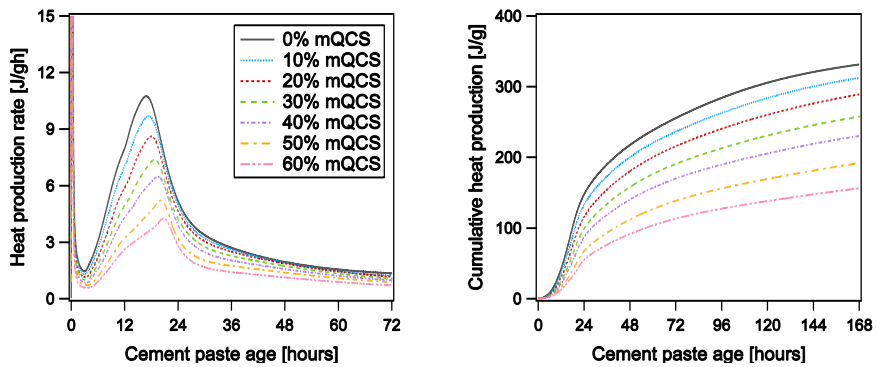 Heat production rate [J/gh]
15
12
9
6
3
0
0% mQCS
10% mQCS
20% mQCS
30% mQCS
40% mQCS
50% mQCS
60% mQCS
0 12 24 36 48 60 72
Cement paste age [hours]
Cumulative heat production [J/g]
400
300
200
100
0
0 24 48 72 96 120 144 168
Cement paste age [hours]